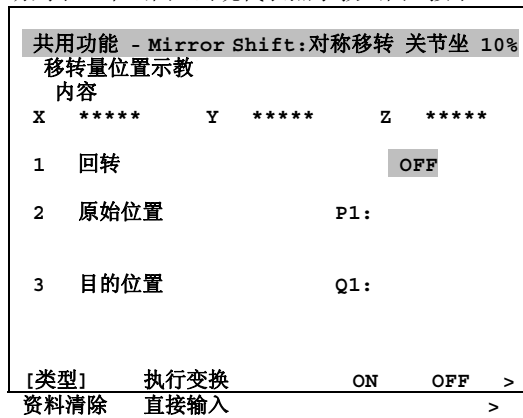 共用功能 - Mirror Shift:对称移转 关节坐 10%
移转量位置示教
内容
X ***** Y ***** Z *****
1 回转 OFF
2 原始位置 P1:
3 目的位置 Q1:
[类型] 执行变换 ON OFF >
资料清除 直接输入 >